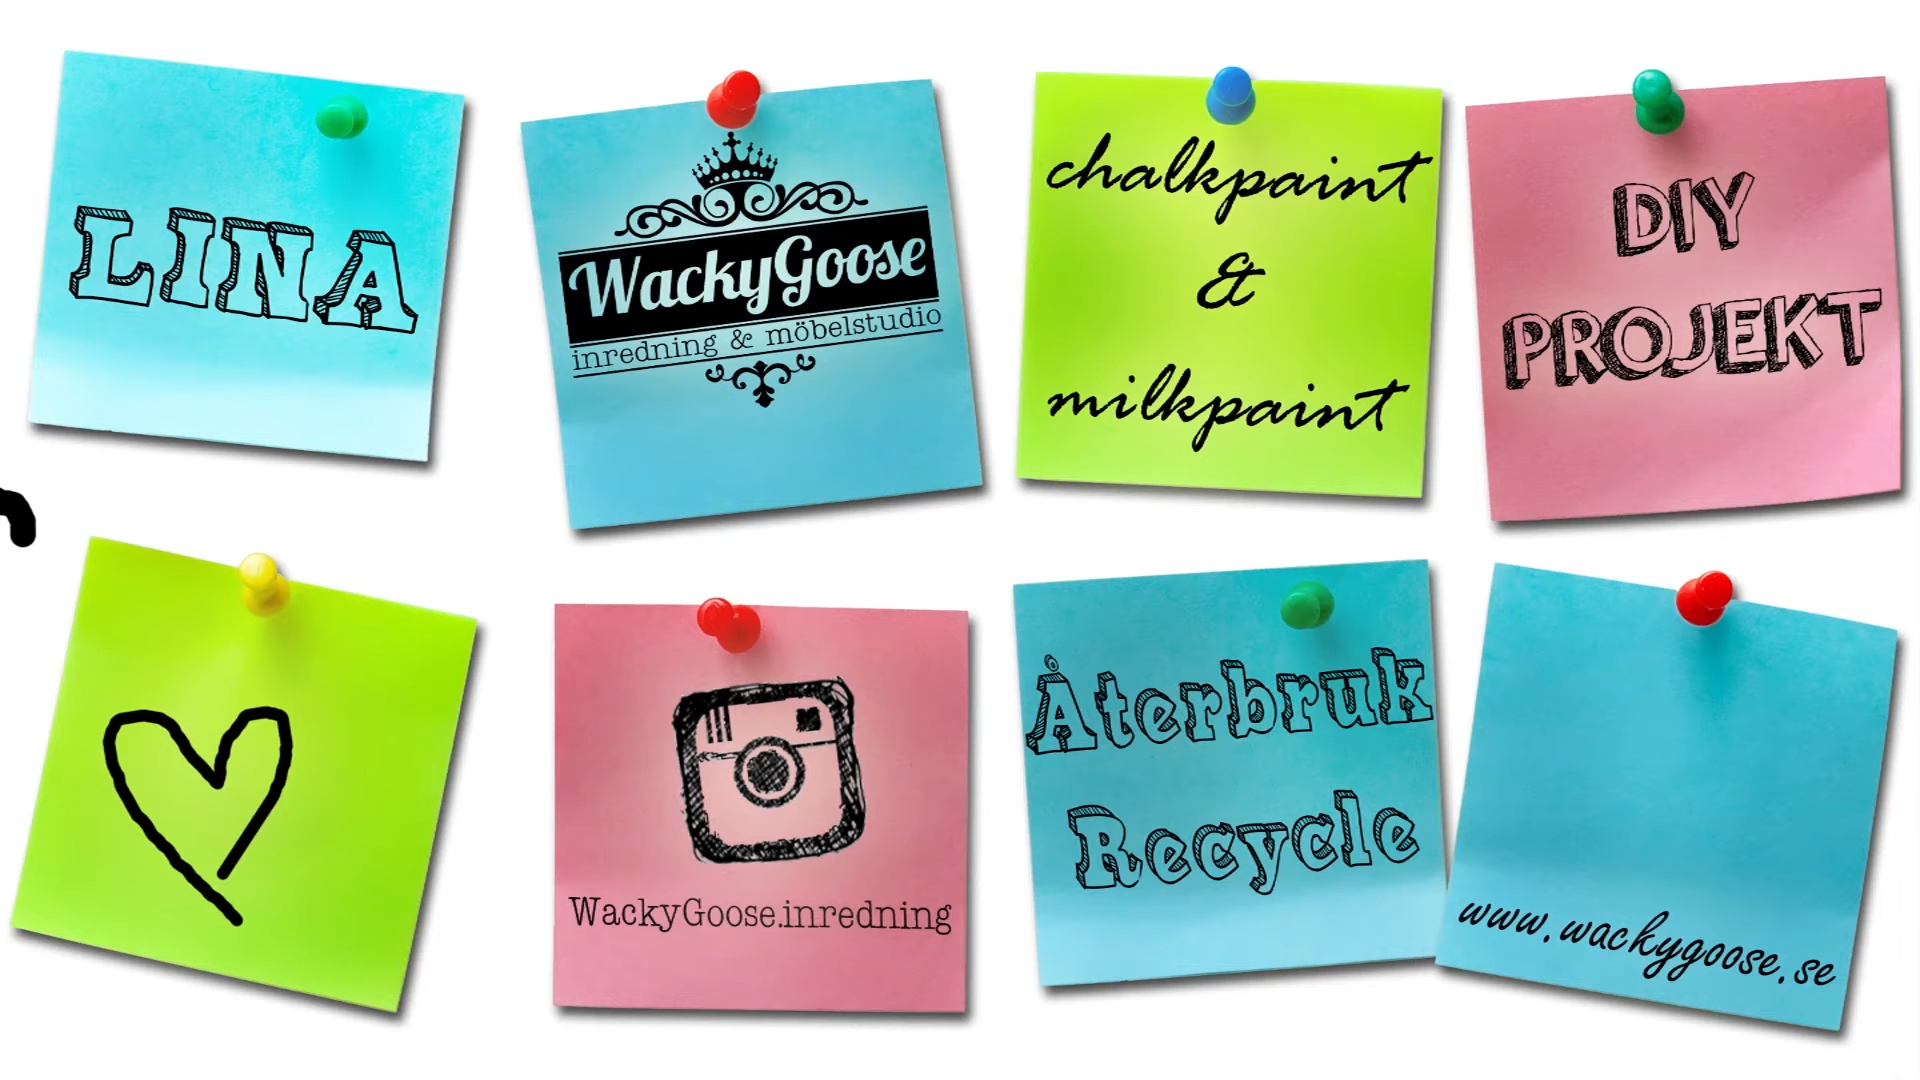 LINA
WackyGoose
inredning & möbelstudio
chalkpaint
&
milkpaint
DIY
PROJEKT
WackyGoose.inredning
Återbruk
Recycle
www.wackygoose.se